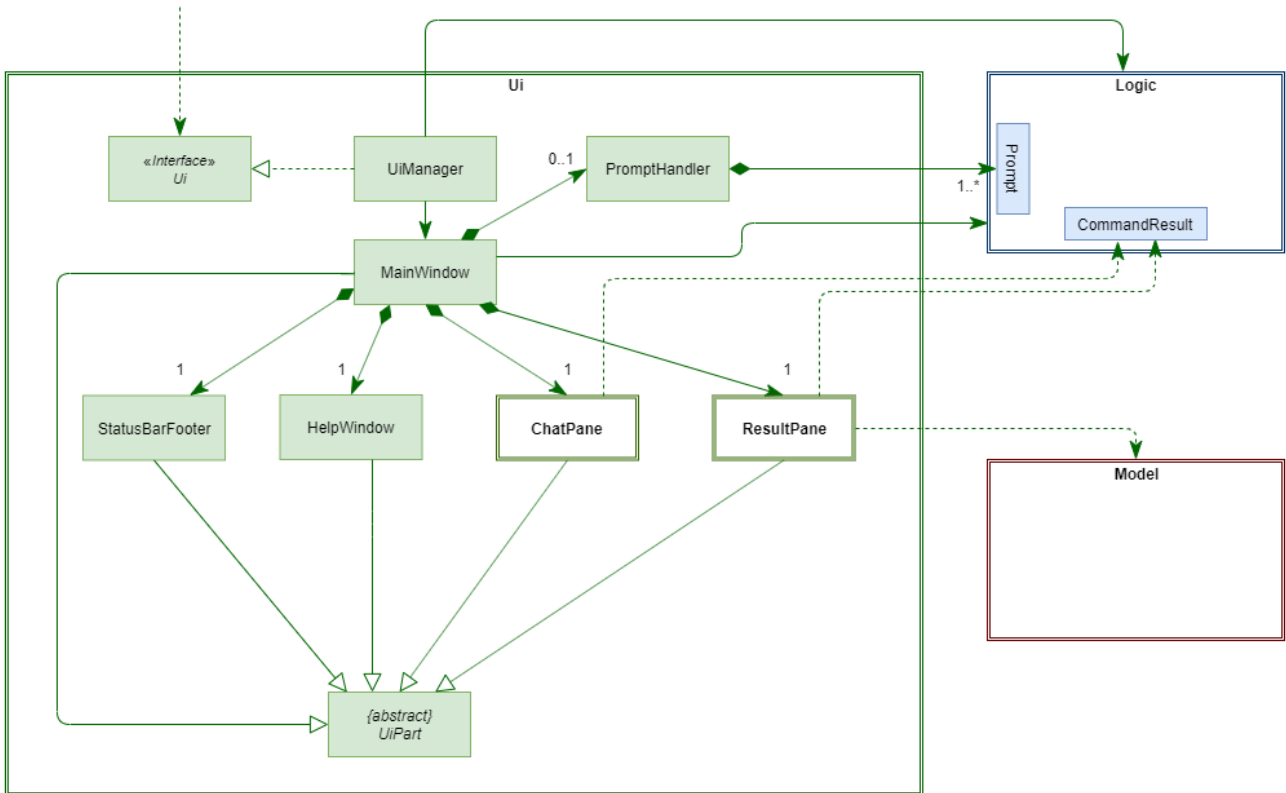 Ui
Logic
«Interface»
Ui
UiManager
0..1
PromptHandler
1..*
Prompt
CommandResult
MainWindow
1
1
1
1
StatusBarFooter
HelpWindow
ChatPane
ResultPane
Model
{abstract}
UiPart